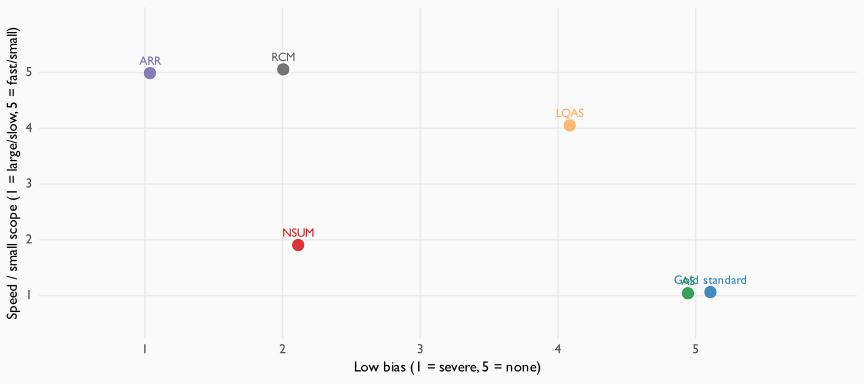 Speed / small scope (1 = large/slow, 5 = fast/small)
5
4
3
2
1
ARR
RCM
LQAS
NSUM
Gold standard
1
2
3
4
5
Low bias (1 = severe, 5 = none)